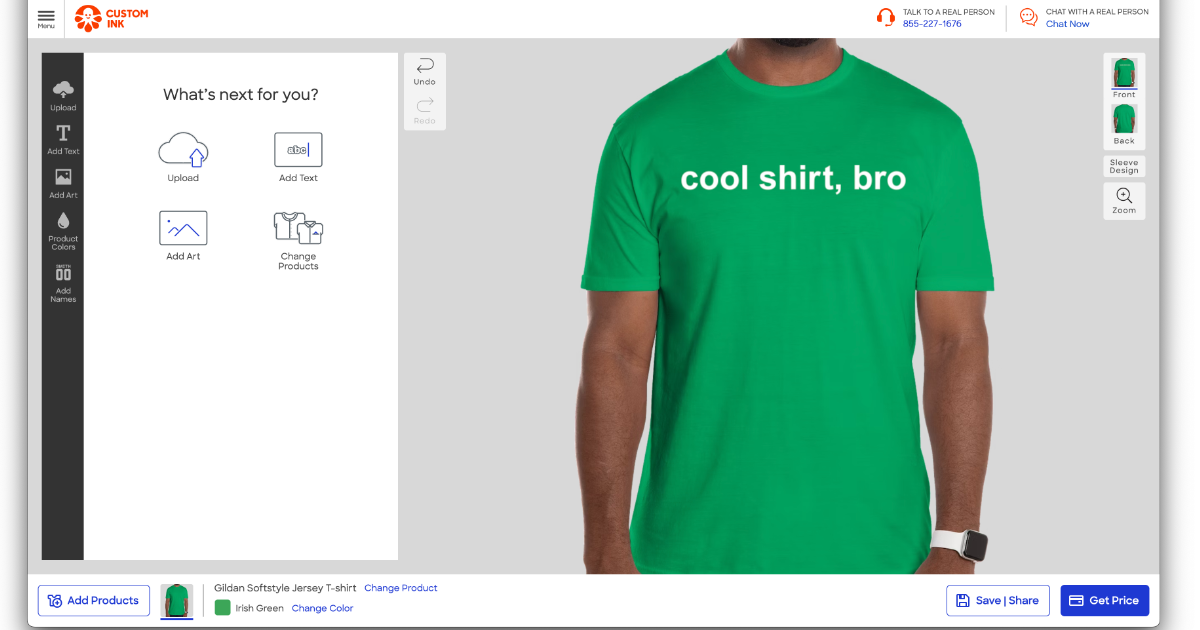 Menu
CUSTOM
INK
TALK TO A REAL PERSON
855-227-1676
CHAT WITH A REAL PERSON
Chat Now
Upload
Add Text
Add Art
Product
Colors
SMITH
00
Add
Names
What's next for you?
Upload
abc
Add Text
Add Art
Change
Products
Undo
Redo
cool shirt, bro
Front
Back
Sleeve
Design
Zoom
Add Products
Gildan Softstyle Jersey T-shirt Change Product
Irish Green Change Color
Save | Share
Get Price